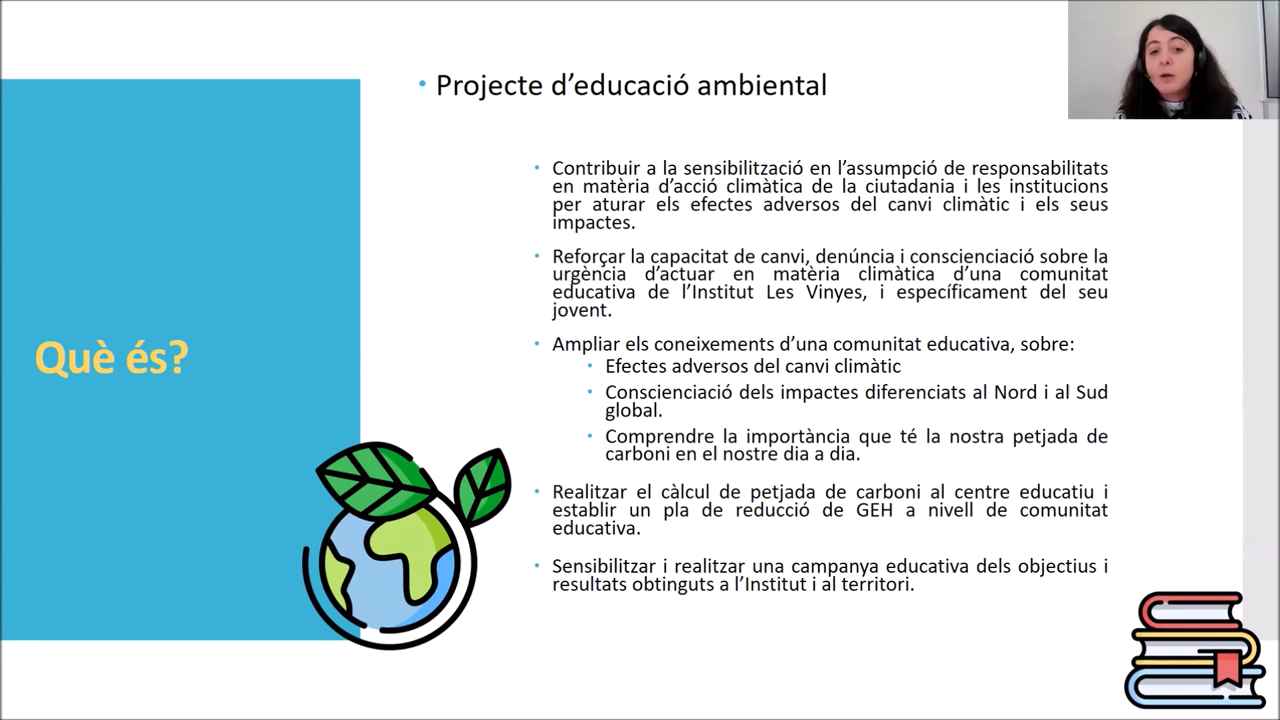 Projecte d’educació ambiental
Contribuir a la sensibilització en l’assumpció de responsabilitats
en matèria d’acció climàtica de la ciutadania i les institucions
per aturar els efectes adversos del canvi climàtic i els seus
impactes.
Reforçar la capacitat de canvi, denúncia i conscienciació sobre la
urgència d’actuar en matèria climàtica d’una comunitat
educativa de l’Institut Les Vinyes, i específicament del seu
jovent.
Què és?
Ampliar els coneixements d’una comunitat educativa, sobre:
Efectes adversos del canvi climàtic
Conscienciació dels impactes diferenciats al Nord i al Sud
global.
Comprendre la importància que té la nostra petjada de
carboni en el nostre dia a dia.
Realitzar el càlcul de petjada de carboni al centre educatiu i
establir un pla de reducció de GEH a nivell de comunitat
educativa.
Sensibilitzar i realitzar una campanya educativa dels objectius i
resultats obtinguts a l’Institut i al territori.